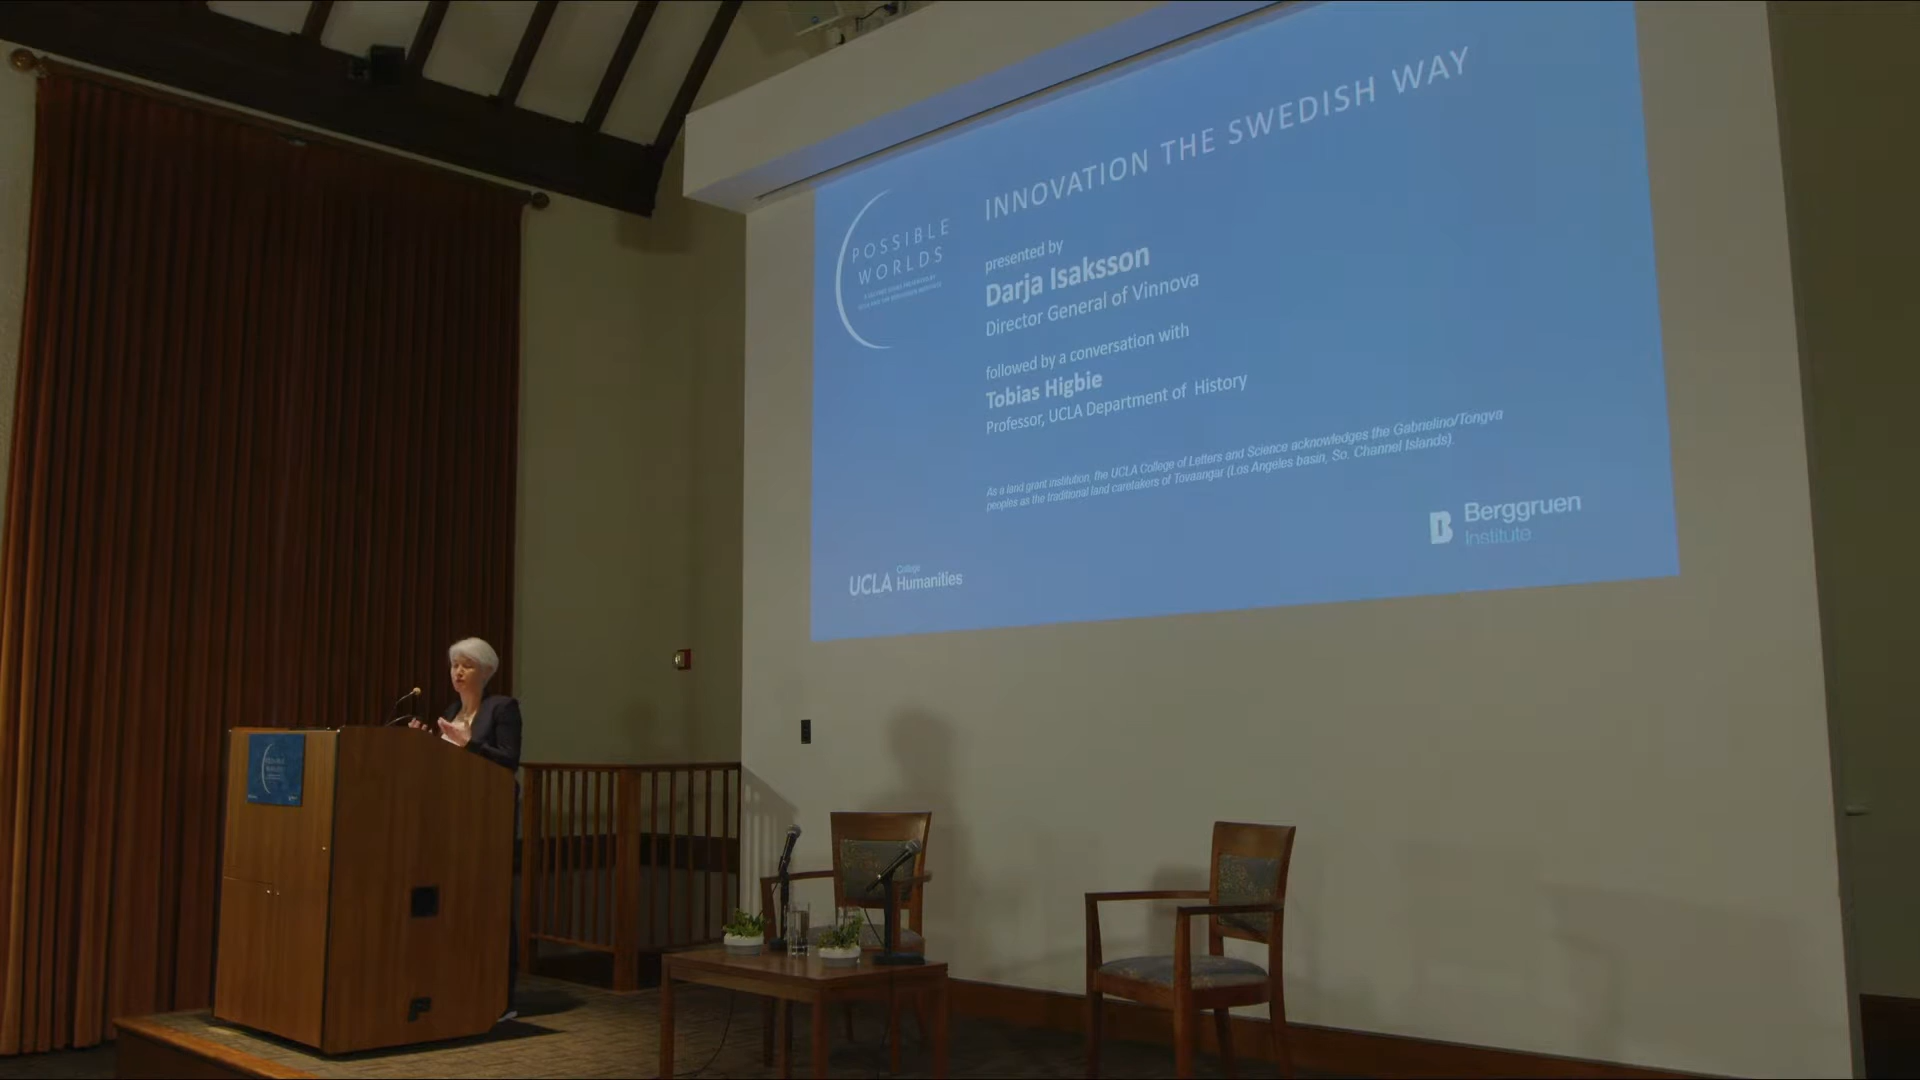 INNOVATION THE SWEDISH WAY
POSSIBLE
WORLDS
presented by
Darja Isaksson
Director General of Vinnova
followed by a conversation with
Tobias Higbie
Professor, UCLA Department of History
As a land grant institution, the UCLA College of Letters and Science acknowledges the Gabrielino/Tongva
peoples as the traditional land caretakers of Tovaangar (Los Angeles basin, So. Channel Islands).
Berggruen
Institute
UCLA College
Humanities